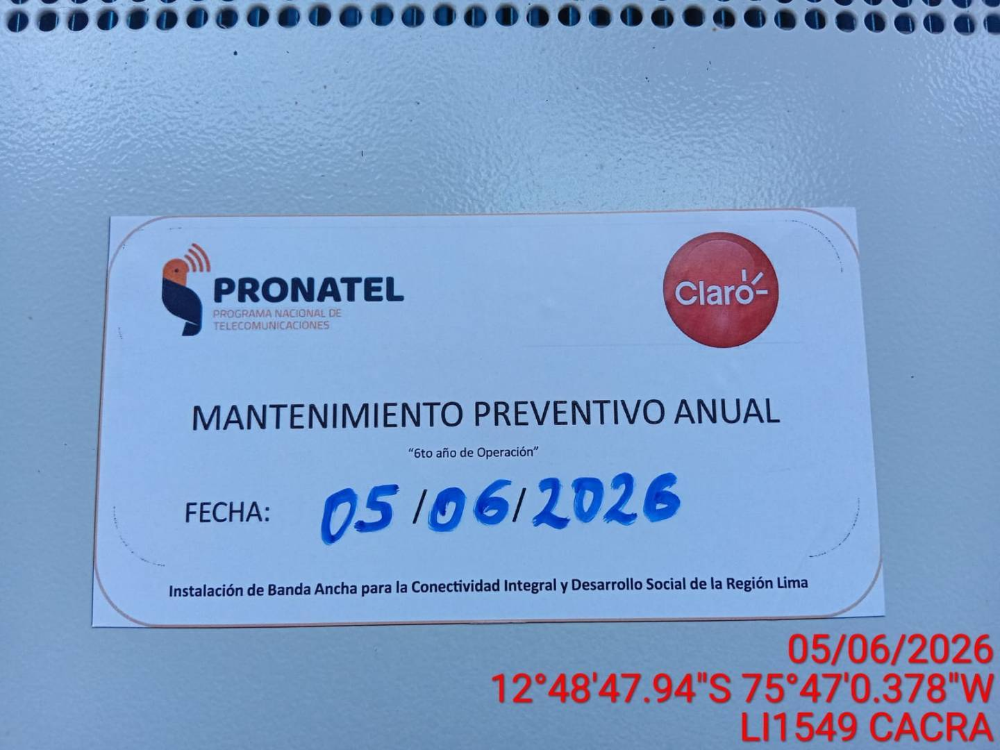 PRONATEL
PROGRAMA NACIONAL DE
TELECOMUNICACIONES
Claro
MANTENIMIENTO PREVENTIVO ANUAL
“6to año de Operación”
FECHA: 05/06/2026
Instalación de Banda Ancha para la Conectividad Integral y Desarrollo Social de la Región Lima
05/06/2026
12°48'47.94"S 75°47'0.378"W
LI1549 CACRA